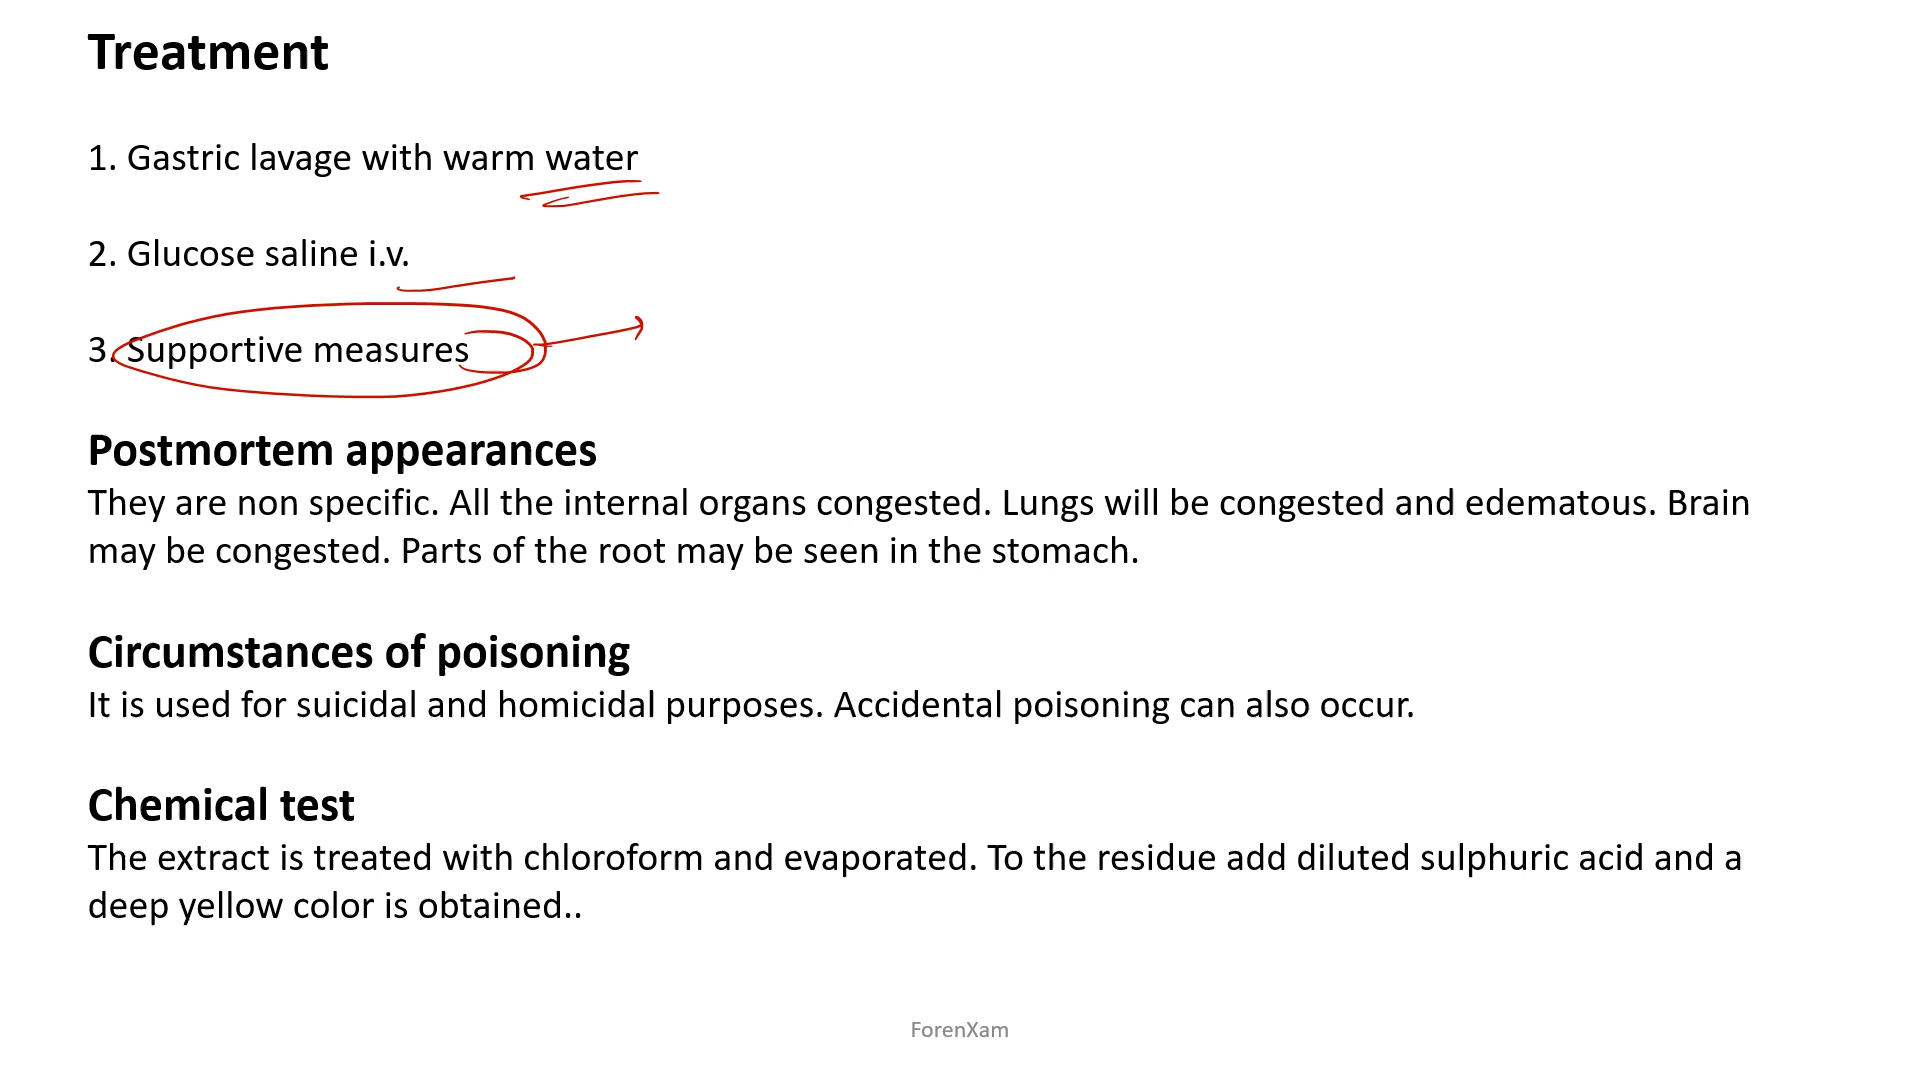 Treatment
1. Gastric lavage with warm water
2. Glucose saline i.v.
3. Supportive measures
Postmortem appearances
They are non specific. All the internal organs congested. Lungs will be congested and edematous. Brain
may be congested. Parts of the root may be seen in the stomach.
Circumstances of poisoning
It is used for suicidal and homicidal purposes. Accidental poisoning can also occur.
Chemical test
The extract is treated with chloroform and evaporated. To the residue add diluted sulphuric acid and a
deep yellow color is obtained..
ForenXam